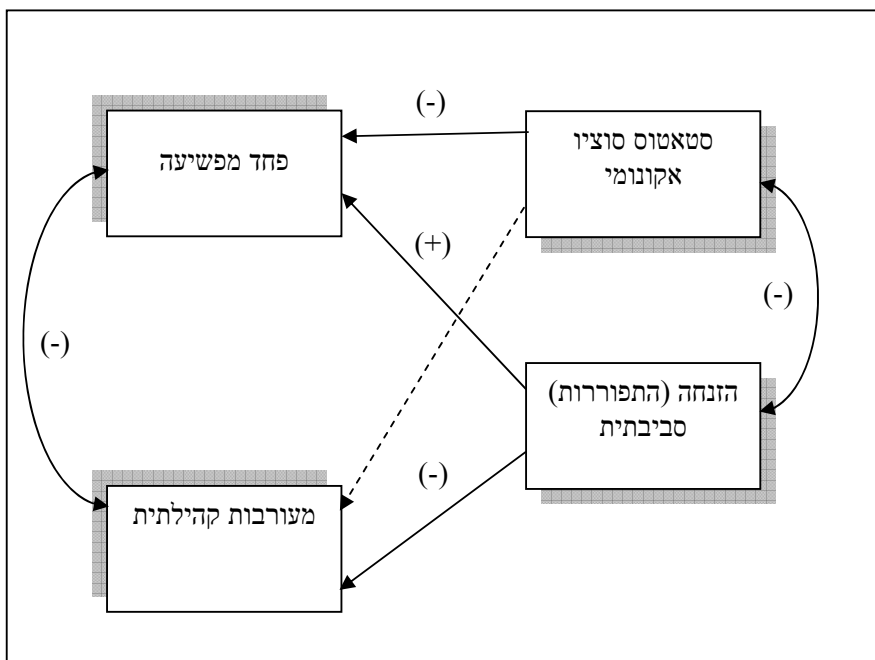 (-)
סטאטוס סוציו
אקונומי
פחד מפשיעה
(+)
(-)
(-)
הזנחה (התפוררות)
סביבתית
(-)
מעורבות קהילתית